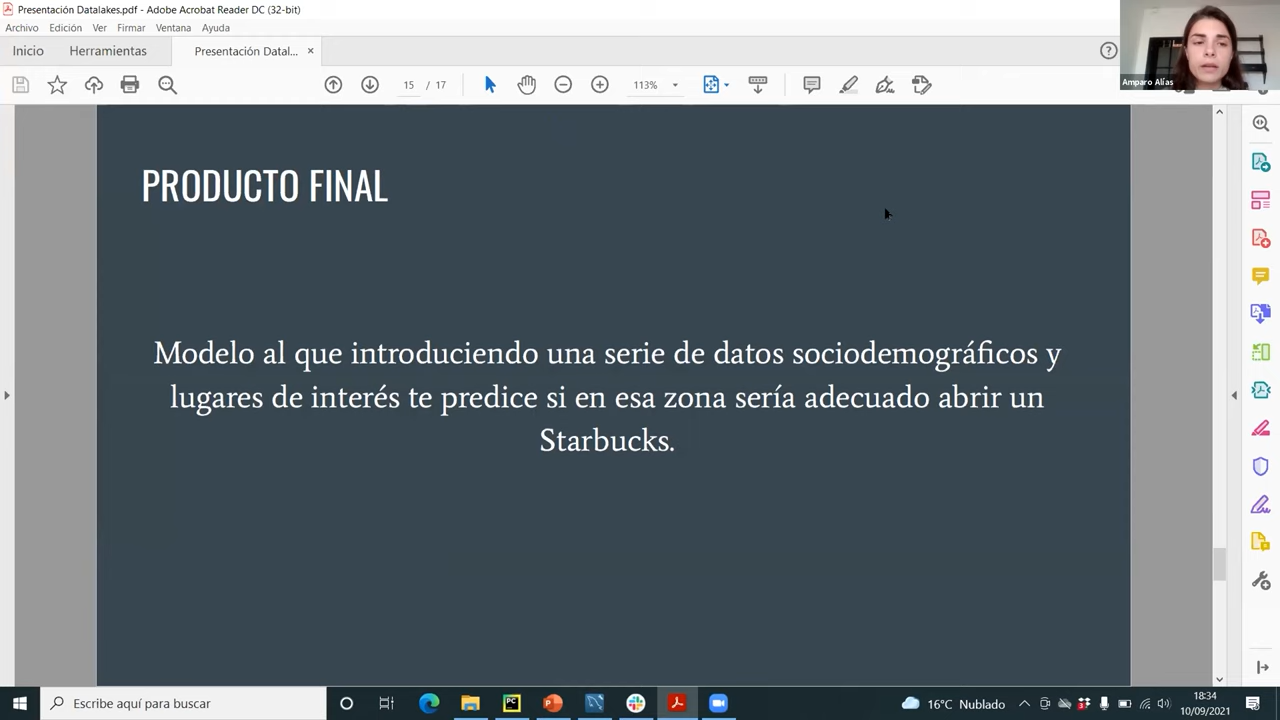 Presentación Datalakes.pdf - Adobe Acrobat Reader DC (32-bit)
Archivo Edición Ver Firmar Ventana Ayuda
Inicio Herramientas Presentación Datal... ×
15 17 113%
Amparo Alías
PRODUCTO FINAL
Modelo al que introduciendo una serie de datos sociodemográficos y
lugares de interés te predice si en esa zona sería adecuado abrir un
Starbucks.
Escribe aquí para buscar
16°C Nublado
18:34
10/09/2021